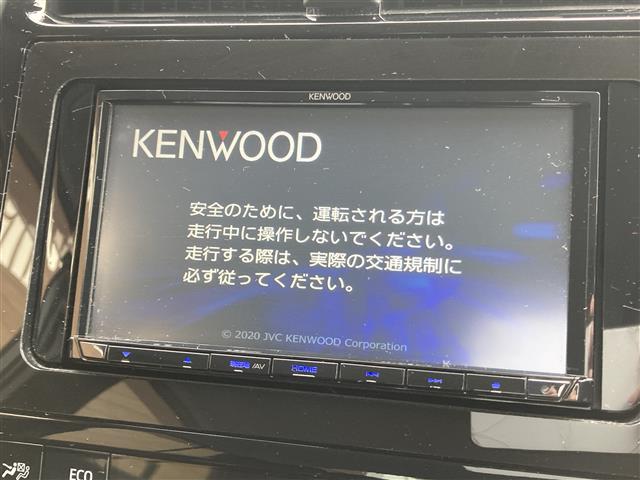 KENWOOD
KENWOOD
安全のために、運転される方は
走行中に操作しないでください。
走行する際は、実際の交通規制に
必ず従ってください。
© 2020 JVC KENWOOD Corporation
/AV
HOME
ECO